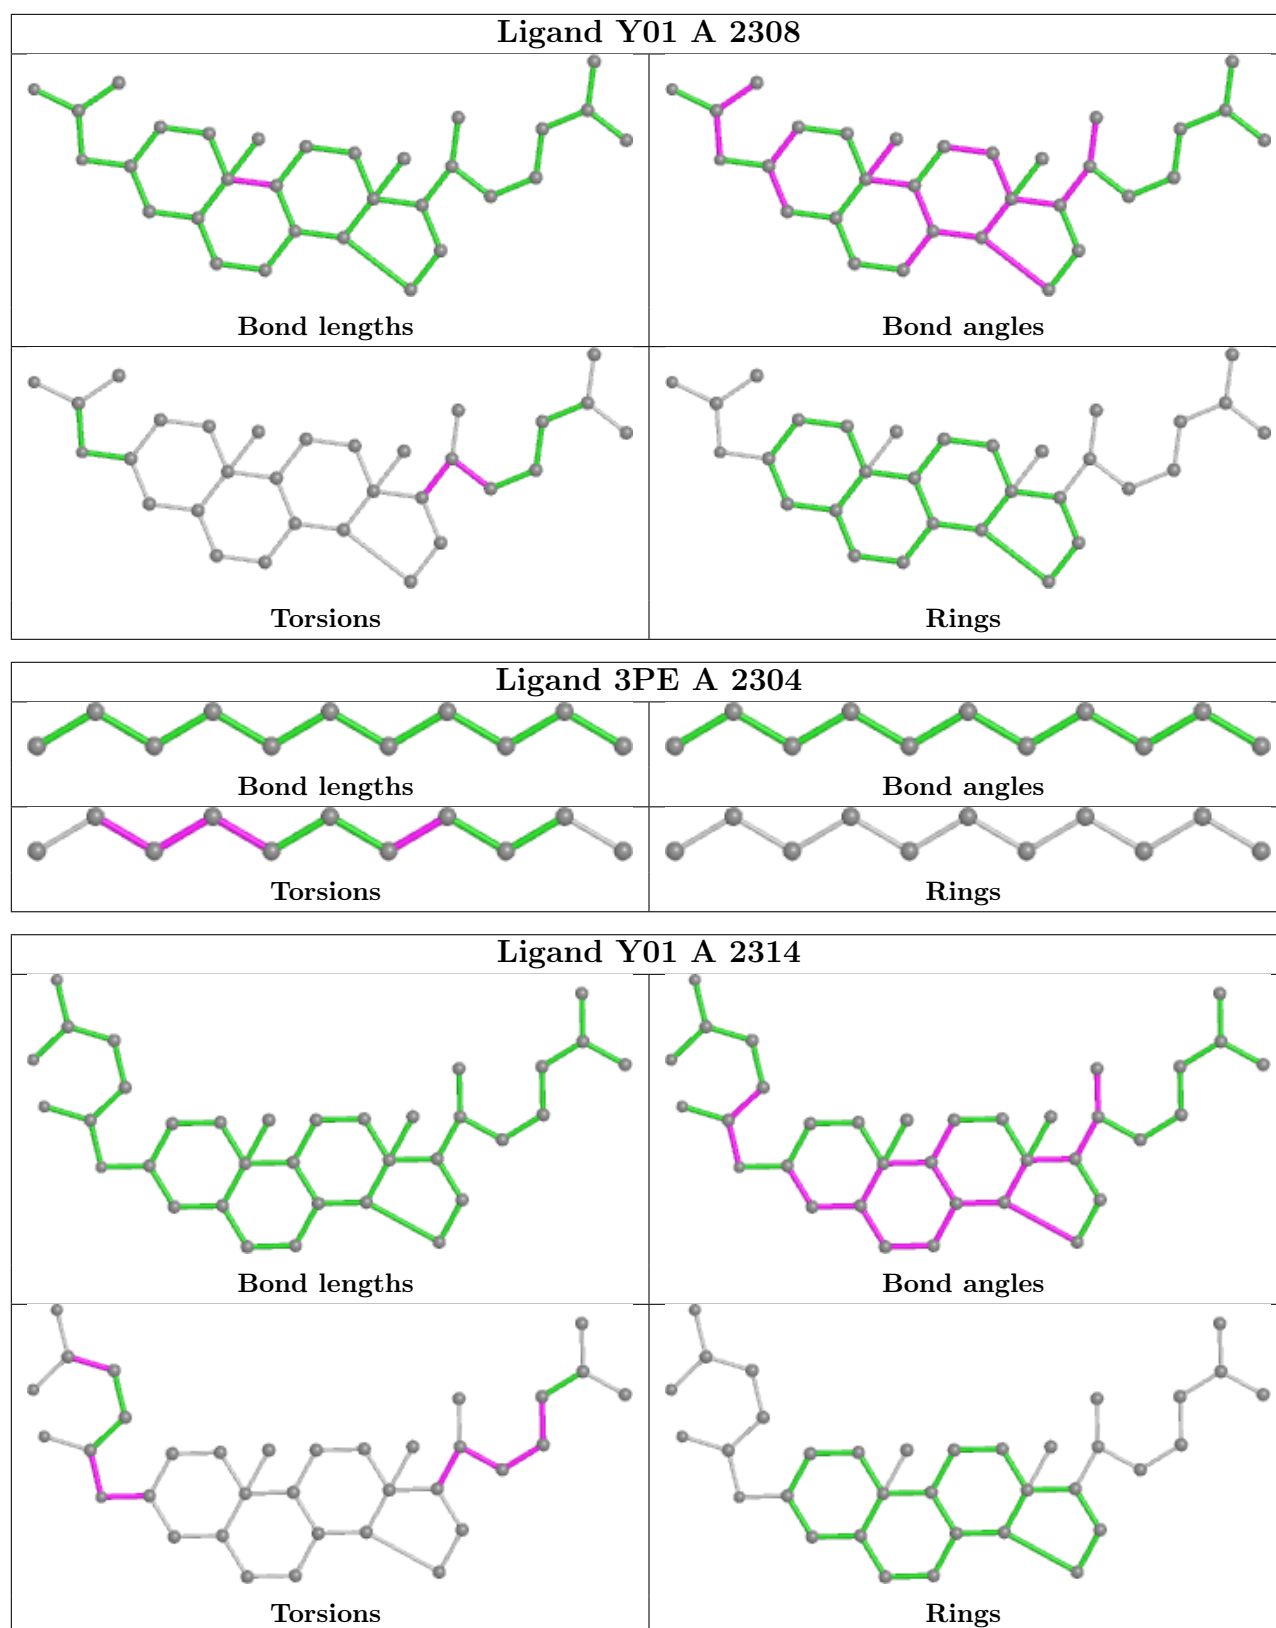 Ligand Y01 A 2308
Bond lengths
Bond angles
Torsions
Rings
Ligand 3PE A 2304
Bond lengths
Bond angles
Torsions
Rings
Ligand Y01 A 2314
Bond lengths
Bond angles
Torsions
Rings